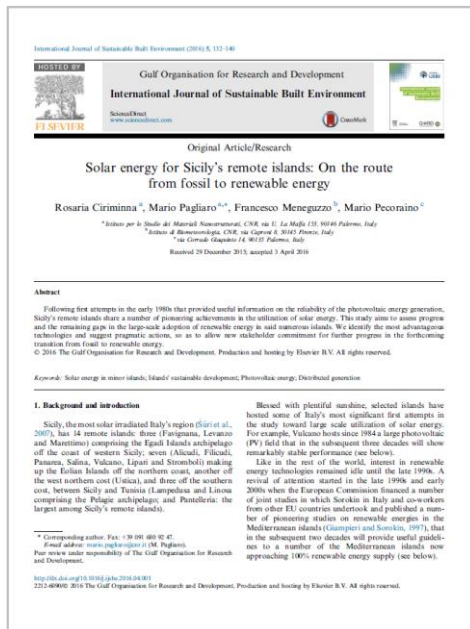 International Journal of Sustainable Built Environment (2016) 5, 132–140
HOSTED BY
ELSEVIER
Gulf Organisation for Research and Development
International Journal of Sustainable Built Environment
ScienceDirect
www.sciencedirect.com
CrossMark
Original Article/Research
Solar energy for Sicily's remote islands: On the route
from fossil to renewable energy
Rosaria Ciriminna a, Mario Pagliaro a,*, Francesco Meneguzzo b, Mario Pecoraino c
a Istituto per lo Studio dei Materiali Nanostrutturati, CNR, via U. La Malfa 153, 90146 Palermo, Italy
b Istituto di Biometeorologia, CNR, via Caproni 8, 50145 Firenze, Italy
c via Corrado Giaquinto 14, 90135 Palermo, Italy
Received 29 December 2015; accepted 3 April 2016
Abstract
Following first attempts in the early 1980s that provided useful information on the reliability of the photovoltaic energy generation,
Sicily's remote islands share a number of pioneering achievements in the utilization of solar energy. This study aims to assess progress
and the remaining gaps in the large-scale adoption of renewable energy in said numerous islands. We identify the most advantageous
technologies and suggest pragmatic actions, so as to allow new stakeholder commitment for further progress in the forthcoming
transition from fossil to renewable energy.
© 2016 The Gulf Organisation for Research and Development. Production and hosting by Elsevier B.V. All rights reserved.
Keywords: Solar energy in minor islands; Islands' sustainable development; Photovoltaic energy; Distributed generation
1. Background and introduction
Sicily, the most solar irradiated Italy's region (Šúri et al.,
2007), has 14 remote islands: three (Favignana, Levanzo
and Marettimo) comprising the Egadi Islands archipelago
off the coast of western Sicily; seven (Alicudi, Filicudi,
Panarea, Salina, Vulcano, Lipari and Stromboli) making
up the Eolian Islands off the northern coast, another off
the west northern coast (Ustica), and three off the southern
coast, between Sicily and Tunisia (Lampedusa and Linosa
comprising the Pelagie archipelago; and Pantelleria: the
largest among Sicily's remote islands).
* Corresponding author. Fax: +39 091 680 92 47.
E-mail address: mario.pagliaro@cnr.it (M. Pagliaro).
Peer review under responsibility of The Gulf Organisation for Research
and Development.
Blessed with plentiful sunshine, selected islands have
hosted some of Italy's most significant first attempts in
the study toward large scale utilization of solar energy.
For example, Vulcano hosts since 1984 a large photovoltaic
(PV) field that in the subsequent three decades will show
remarkably stable performance (see below).
Like in the rest of the world, interest in renewable
energy technologies remained idle until the late 1990s. A
revival of attention started in the late 1990s and early
2000s when the European Commission financed a number
of joint studies in which Sorokin in Italy and co-workers
from other EU countries undertook and published a number
of pioneering studies on renewable energies in the
Mediterranean islands (Giampieri and Sorokin, 1997), that
in the subsequent two decades will provide useful guidelines
to a number of the Mediterranean islands now
approaching 100% renewable energy supply (see below).
http://dx.doi.org/10.1016/j.ijsbe.2016.04.001
2212-6090/© 2016 The Gulf Organisation for Research and Development. Production and hosting by Elsevier B.V. All rights reserved.